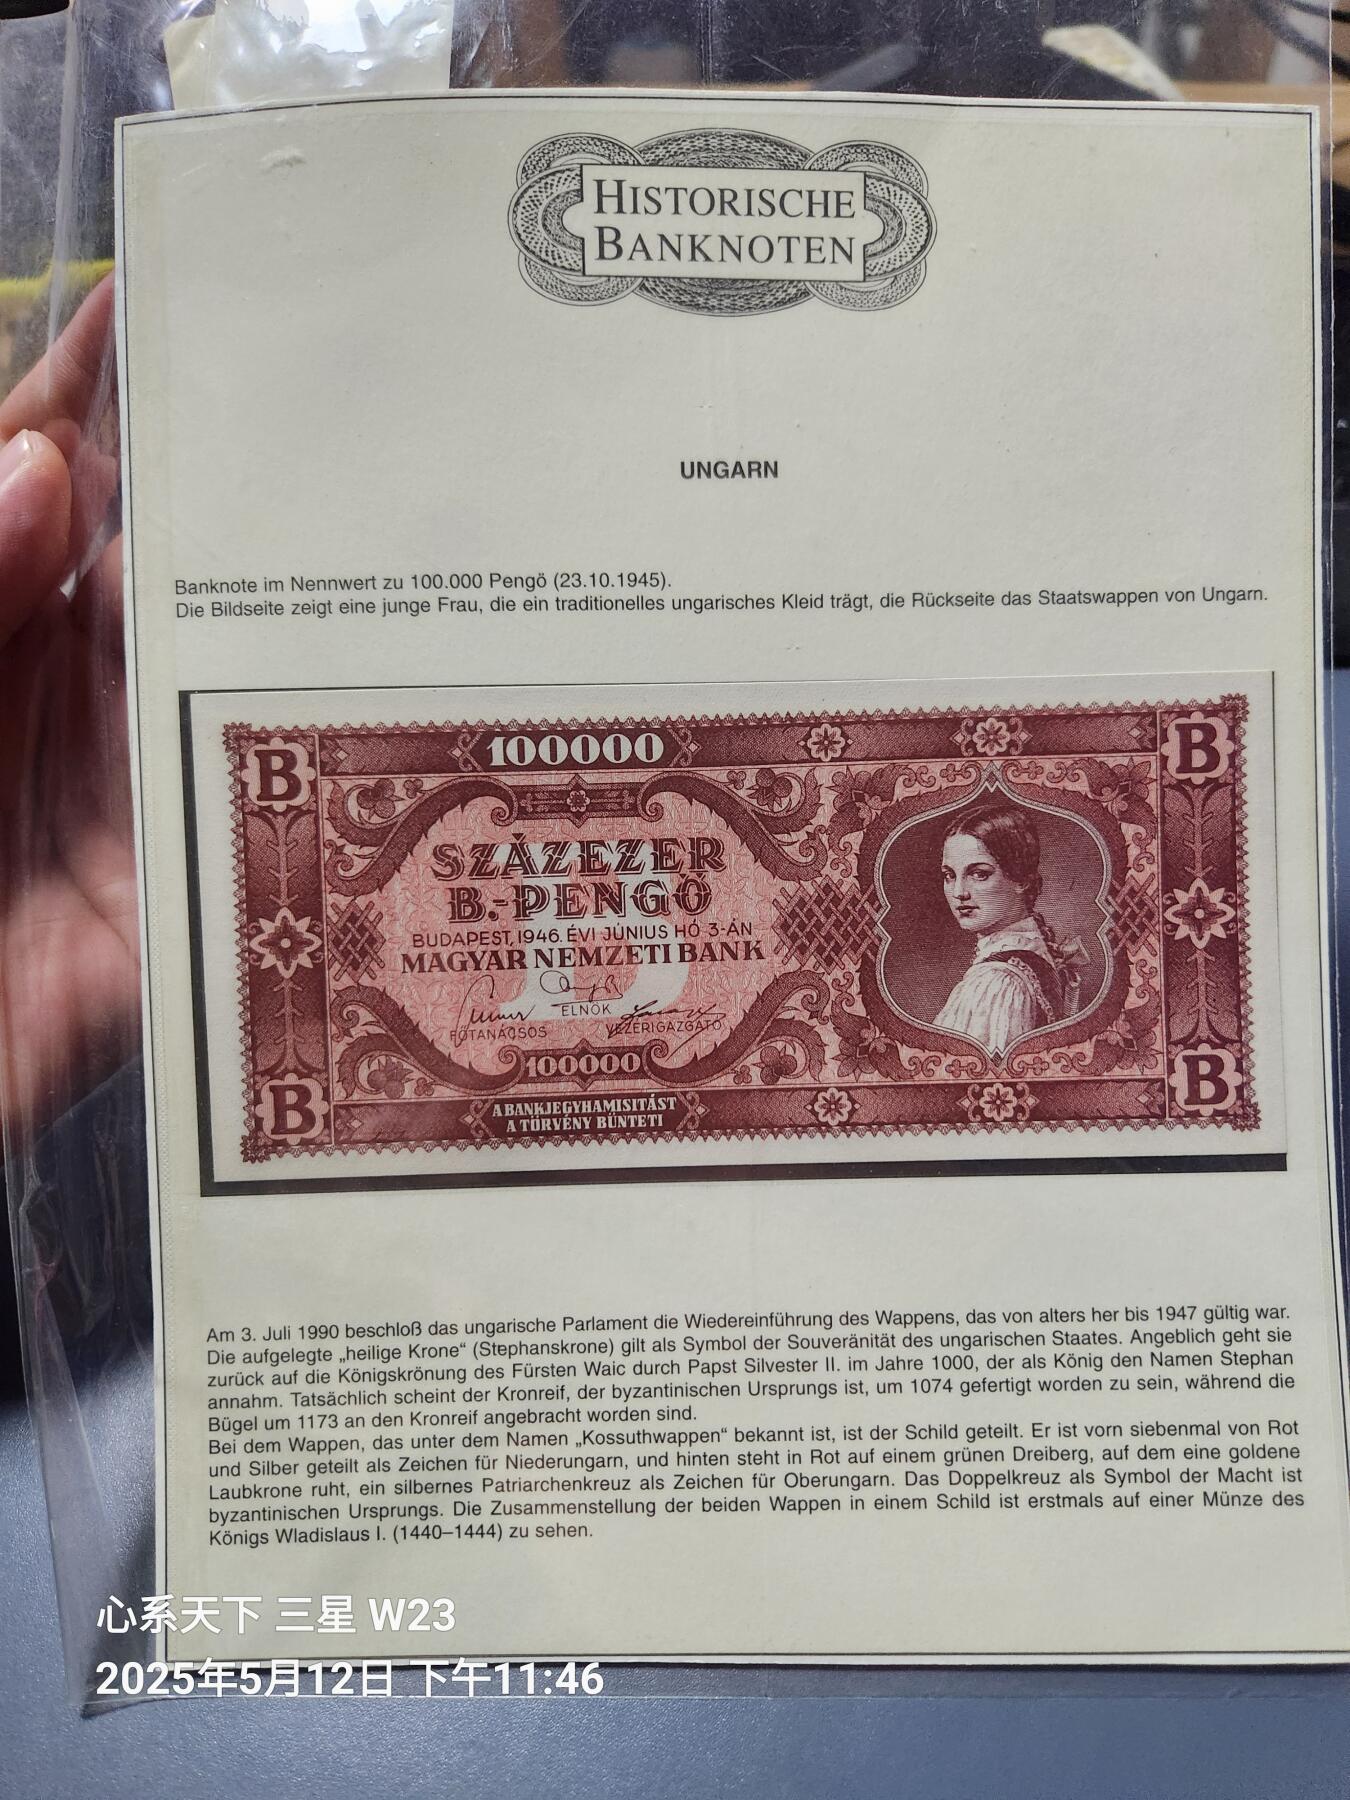 HISTORISCHE
BANKNOTEN
UNGARN
Banknote im Nennwert zu 100.000 Pengö (23.10.1945).
Die Bildseite zeigt eine junge Frau, die ein traditionelles ungarisches Kleid trägt, die Rückseite das Staatswappen von Ungarn.
B 100000 B
SZÁZEZER
B.-PENGŐ
BUDAPEST, 1946. ÉVI JÚNIUS HÓ 3-ÁN
MAGYAR NEMZETI BANK
ELNÖK
FŐTANÁCSOS VEZÉRIGAZGATÓ
100000
B A BANKJEGYHAMISITÁST B
A TÖRVÉNY BÜNTETI
Am 3. Juli 1990 beschloß das ungarische Parlament die Wiedereinführung des Wappens, das von alters her bis 1947 gültig war.
Die aufgelegte „heilige Krone“ (Stephanskrone) gilt als Symbol der Souveränität des ungarischen Staates. Angeblich geht sie
zurück auf die Königskrönung des Fürsten Waic durch Papst Silvester II. im Jahre 1000, der als König den Namen Stephan
annahm. Tatsächlich scheint der Kronreif, der byzantinischen Ursprungs ist, um 1074 gefertigt worden zu sein, während die
Bügel um 1173 an den Kronreif angebracht worden sind.
Bei dem Wappen, das unter dem Namen „Kossuthwappen“ bekannt ist, ist der Schild geteilt. Er ist vorn siebenmal von Rot
und Silber geteilt als Zeichen für Niederungarn, und hinten steht in Rot auf einem grünen Dreiberg, auf dem eine goldene
Laubkrone ruht, ein silbernes Patriarchenkreuz als Zeichen für Oberungarn. Das Doppelkreuz als Symbol der Macht ist
byzantinischen Ursprungs. Die Zusammenstellung der beiden Wappen in einem Schild ist erstmals auf einer Münze des
Königs Wladislaus I. (1440–1444) zu sehen.
心系天下 三星 W23
2025年5月12日 下午11:46